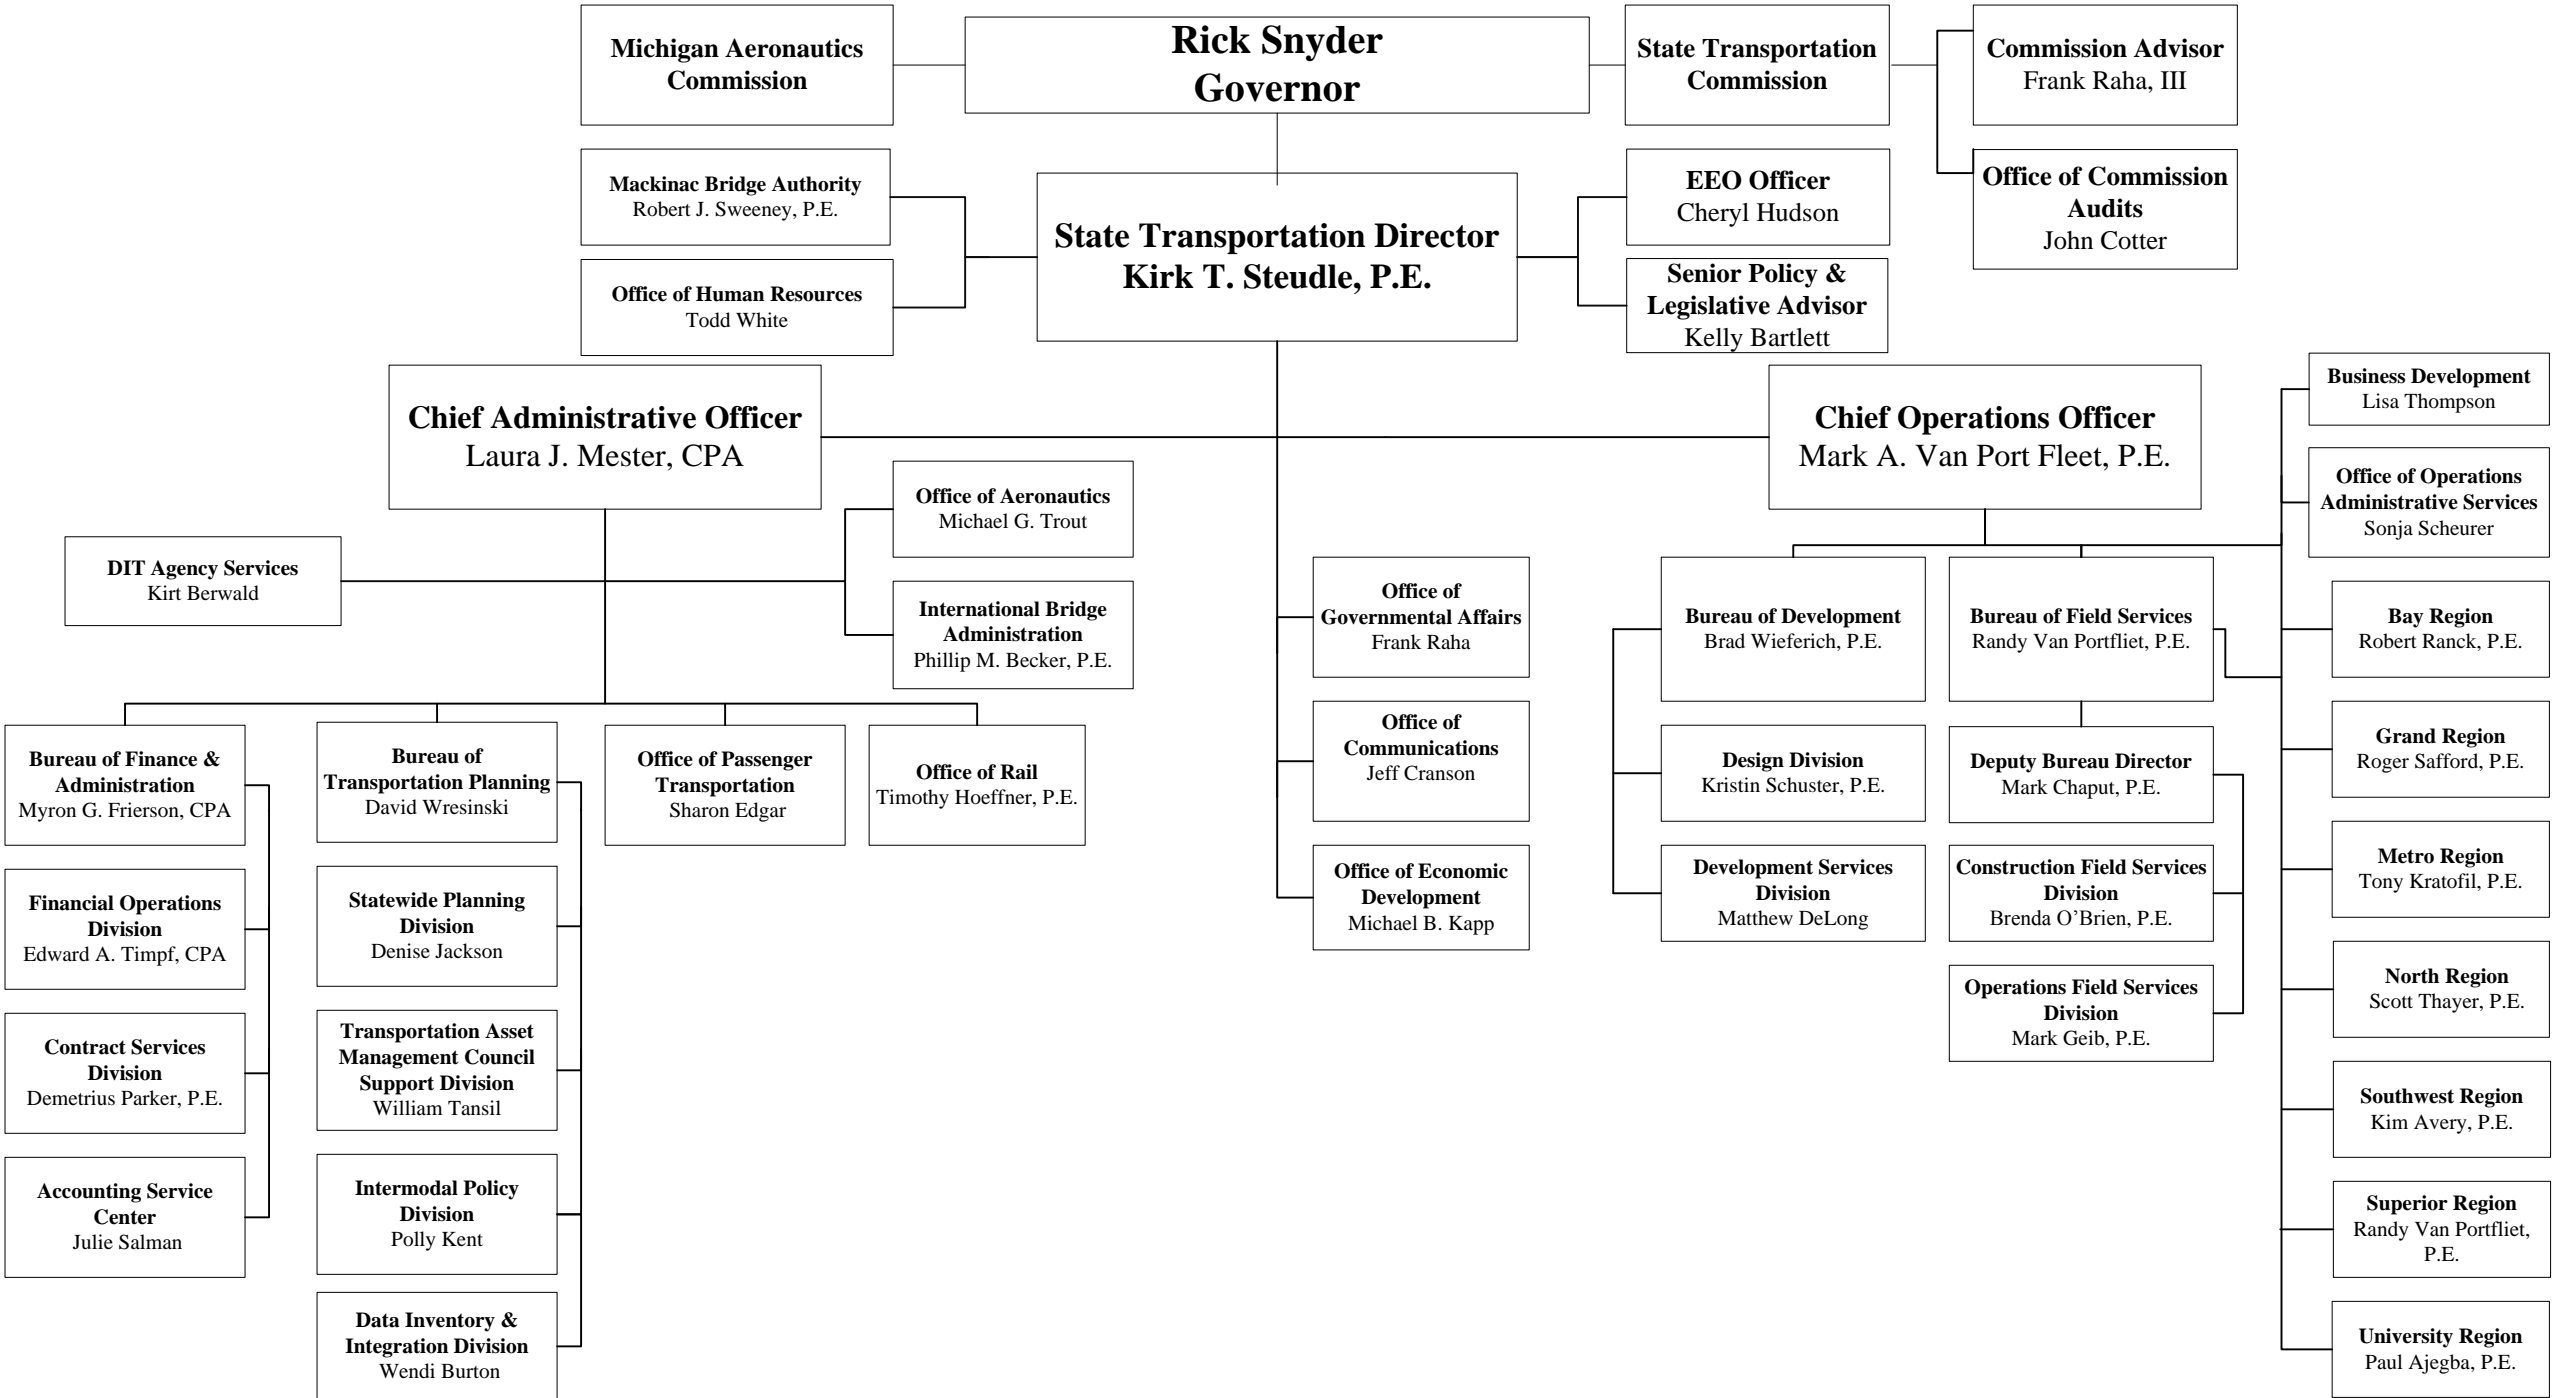 Michigan Aeronautics
Commission
Rick Snyder
Governor
State Transportation
Commission
Commission Advisor
Frank Raha, III
Mackinac Bridge Authority
Robert J. Sweeney, P.E.
State Transportation Director
Kirk T. Steudle, P.E.
EEO Officer
Cheryl Hudson
Office of Commission
Audits
John Cotter
Office of Human Resources
Todd White
Senior Policy &
Legislative Advisor
Kelly Bartlett
Chief Administrative Officer
Laura J. Mester, CPA
Chief Operations Officer
Mark A. Van Port Fleet, P.E.
Business Development
Lisa Thompson
Office of Operations
Administrative Services
Sonja Scheurer
Office of Aeronautics
Michael G. Trout
DIT Agency Services
Kirt Berwald
International Bridge
Administration
Phillip M. Becker, P.E.
Office of
Governmental Affairs
Frank Raha
Office of
Communications
Jeff Cranson
Office of Economic
Development
Michael B. Kapp
Bureau of Development
Brad Wieferich, P.E.
Design Division
Kristin Schuster, P.E.
Development Services
Division
Matthew DeLong
Bureau of Field Services
Randy Van Portfliet, P.E.
Deputy Bureau Director
Mark Chaput, P.E.
Construction Field Services
Division
Brenda O’Brien, P.E.
Operations Field Services
Division
Mark Geib, P.E.
Bay Region
Robert Ranck, P.E.
Grand Region
Roger Safford, P.E.
Metro Region
Tony Kratofil, P.E.
North Region
Scott Thayer, P.E.
Southwest Region
Kim Avery, P.E.
Superior Region
Randy Van Portfliet,
P.E.
University Region
Paul Ajegba, P.E.
Bureau of Finance &
Administration
Myron G. Frierson, CPA
Financial Operations
Division
Edward A. Timpf, CPA
Contract Services
Division
Demetrius Parker, P.E.
Accounting Service
Center
Julie Salman
Bureau of
Transportation Planning
David Wresinski
Statewide Planning
Division
Denise Jackson
Transportation Asset
Management Council
Support Division
William Tansil
Intermodal Policy
Division
Polly Kent
Data Inventory &
Integration Division
Wendi Burton
Office of Passenger
Transportation
Sharon Edgar
Office of Rail
Timothy Hoeffner, P.E.